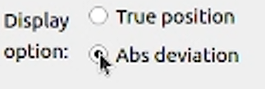 Display
option:
True position
Abs deviation